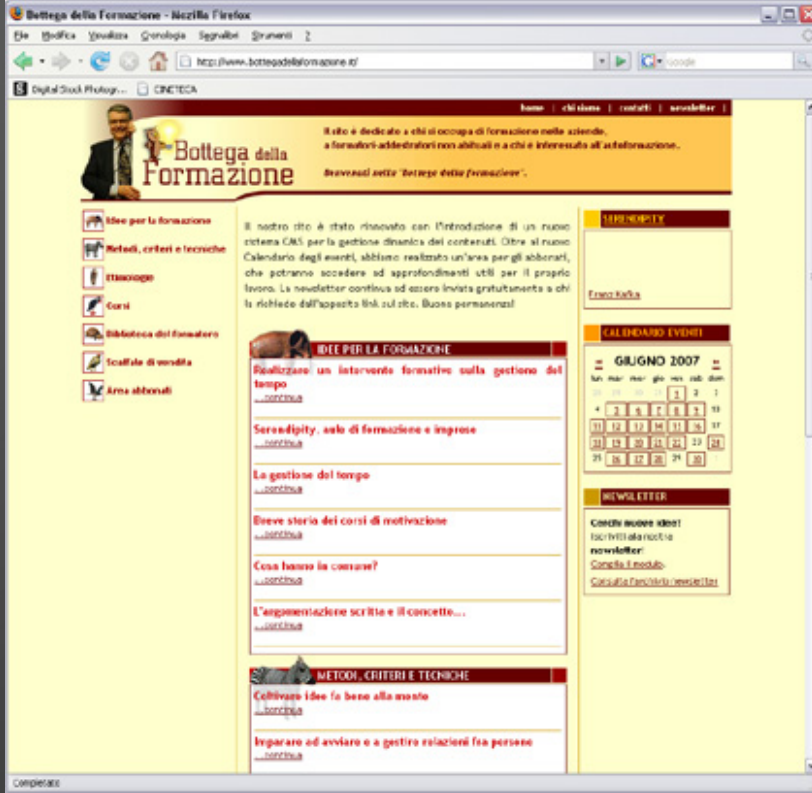 Bottega della Formazione - Mozilla Firefox
File Modifica Visualizza Cronologia Segnalibri Strumenti ?
http://www.bottegadellaformazione.it/
Google
Digital Stock Photogr... CINETECA
home | chi siamo | contatti | newsletter |
Il sito è dedicato a chi si occupa di formazione nelle aziende,
a formatori-addestratori non abituali e a chi è interessato all'autoformazione.
Benvenuti nella "Bottega della formazione".
Bottega della
Formazione
Idee per la formazione
Metodi, criteri e tecniche
Etimologie
Corsi
Biblioteca del formatore
Scaffale di vendita
Area abbonati
Il nostro sito è stato rinnovato con l'introduzione di un nuovo
sistema CMS per la gestione dinamica dei contenuti. Oltre al nuovo
Calendario degli eventi, abbiamo realizzato un'area per gli abbonati,
che potranno accedere ad approfondimenti utili per il proprio
lavoro. La newsletter continua ad essere inviata gratuitamente a chi
la richiede dall'apposito link sul sito. Buona permanenza!
IDEE PER LA FORMAZIONE
Realizzare un intervento formativo sulla gestione del
tempo
...continua
Serendipity, aule di formazione e imprese
...continua
La gestione del tempo
...continua
Breve storia dei corsi di motivazione
...continua
Cosa hanno in comune?
...continua
L'argomentazione scritta e il concetto...
...continua
METODI, CRITERI E TECNICHE
Coltivare idee fa bene alla mente
...continua
Imparare ad avviare e a gestire relazioni fra persone
...continua
SERENDIPITY
Franz Kafka
CALENDARIO EVENTI
GIUGNO 2007
lun mar mer gio ven sab dom
1 2 3
4 5 6 7 8 9 10
11 12 13 14 15 16 17
18 19 20 21 22 23 24
25 26 27 28 29 30
NEWSLETTER
Cerchi nuove idee?
Iscriviti alla nostra
newsletter!
Compila il modulo.
Consulta l'archivio newsletter
Completato